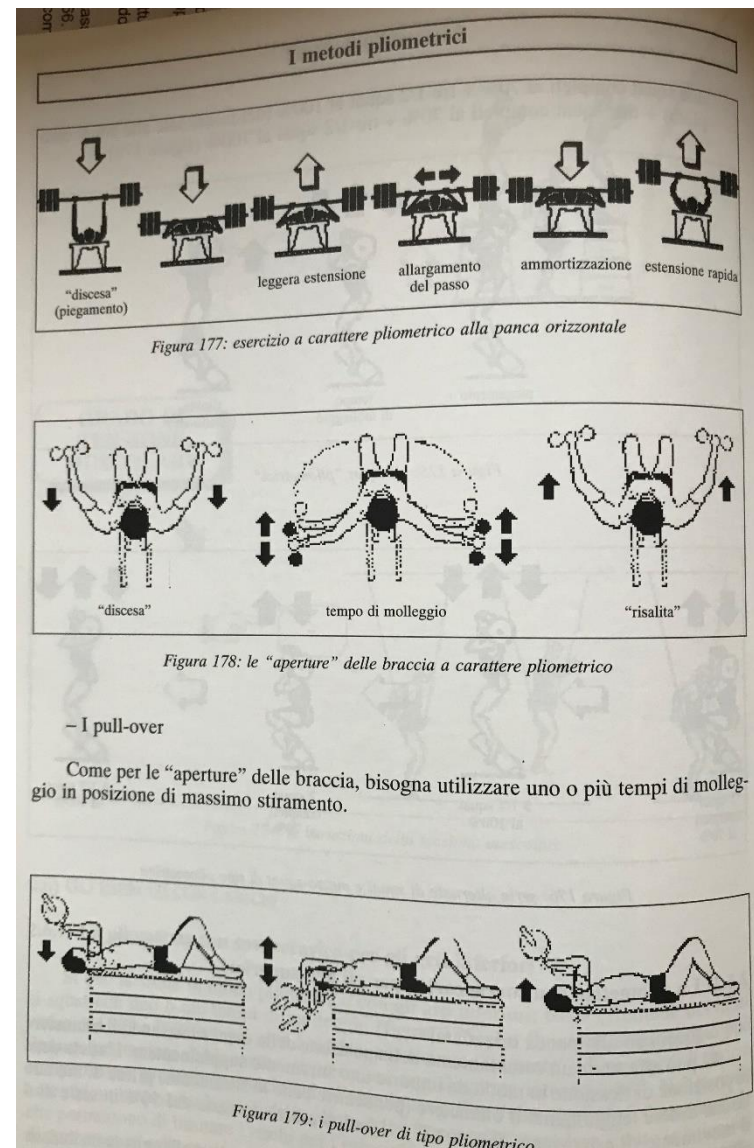 I metodi pliometrici
"discesa"
(piegamento)
leggera estensione
allargamento
del passo
ammortizzazione
estensione rapida
Figura 177: esercizio a carattere pliometrico alla panca orizzontale
"discesa"
tempo di molleggio
"risalita"
Figura 178: le "aperture" delle braccia a carattere pliometrico
– I pull-over
Come per le "aperture" delle braccia, bisogna utilizzare uno o più tempi di molleg-
gio in posizione di massimo stiramento.
Figura 179: i pull-over di tipo pliometrico